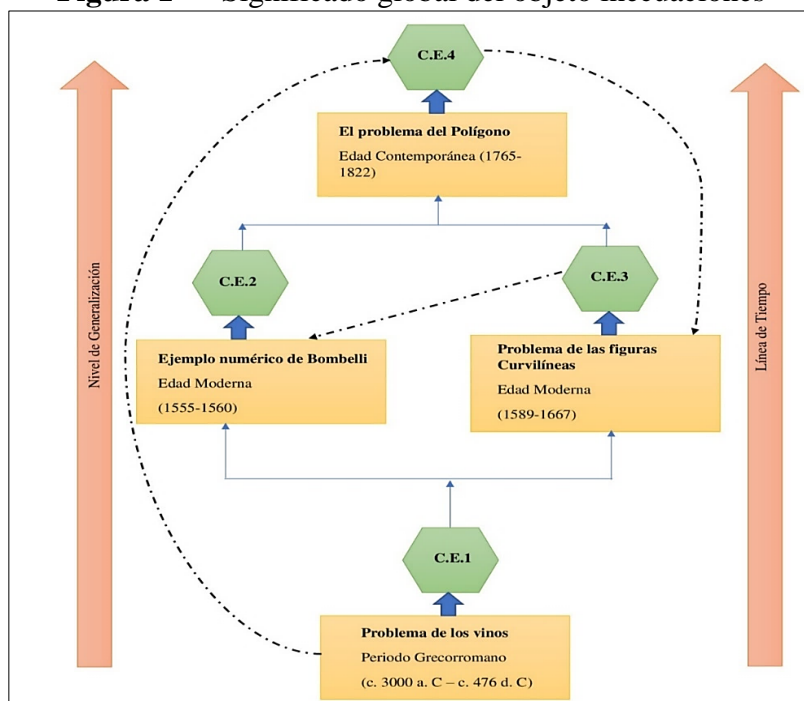 Figura 1 — Significado global del objeto inecuaciones
C.E.4
El problema del Polígono
Edad Contemporánea (1765-
1822)
C.E.2
C.E.3
Ejemplo numérico de Bombelli
Edad Moderna
(1555-1560)
Problema de las figuras
Curvilíneas
Edad Moderna
(1589-1667)
C.E.1
Problema de los vinos
Periodo Grecorromano
(c. 3000 a. C – c. 476 d. C)
Nivel de Generalización
Línea de Tiempo